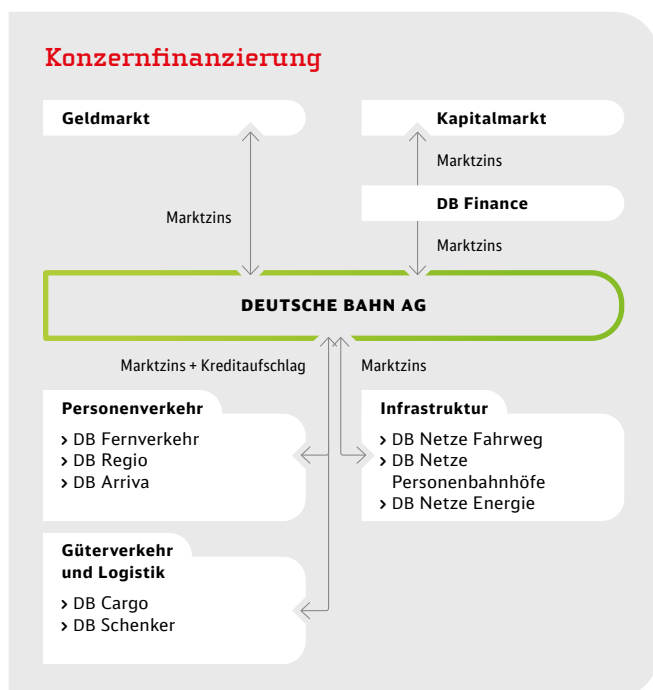 Konzernfinanzierung
Geldmarkt
Kapitalmarkt
Marktzins
DB Finance
Marktzins
Marktzins
DEUTSCHE BAHN AG
Marktzins + Kreditaufschlag
Marktzins
Personenverkehr
› DB Fernverkehr
› DB Regio
› DB Arriva
Infrastruktur
› DB Netze Fahrweg
› DB Netze
Personenbahnhöfe
› DB Netze Energie
Güterverkehr
und Logistik
› DB Cargo
› DB Schenker